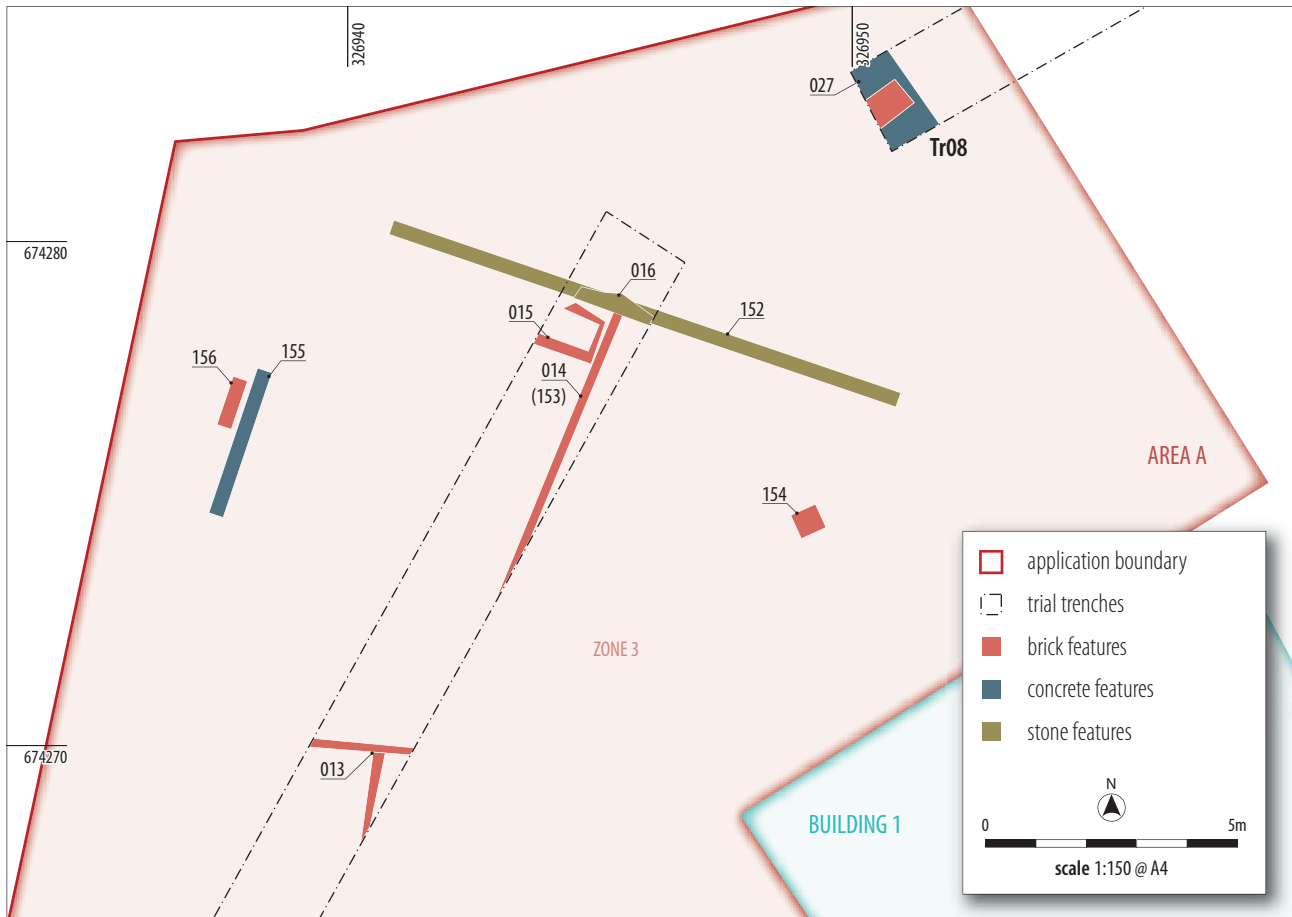 326940
326950
027
Tr08
674280
016
015
152
156
155
014
(153)
AREA A
154
application boundary
trial trenches
ZONE 3
brick features
concrete features
stone features
674270
013
N
BUILDING 1
0 5m
scale 1:150 @ A4